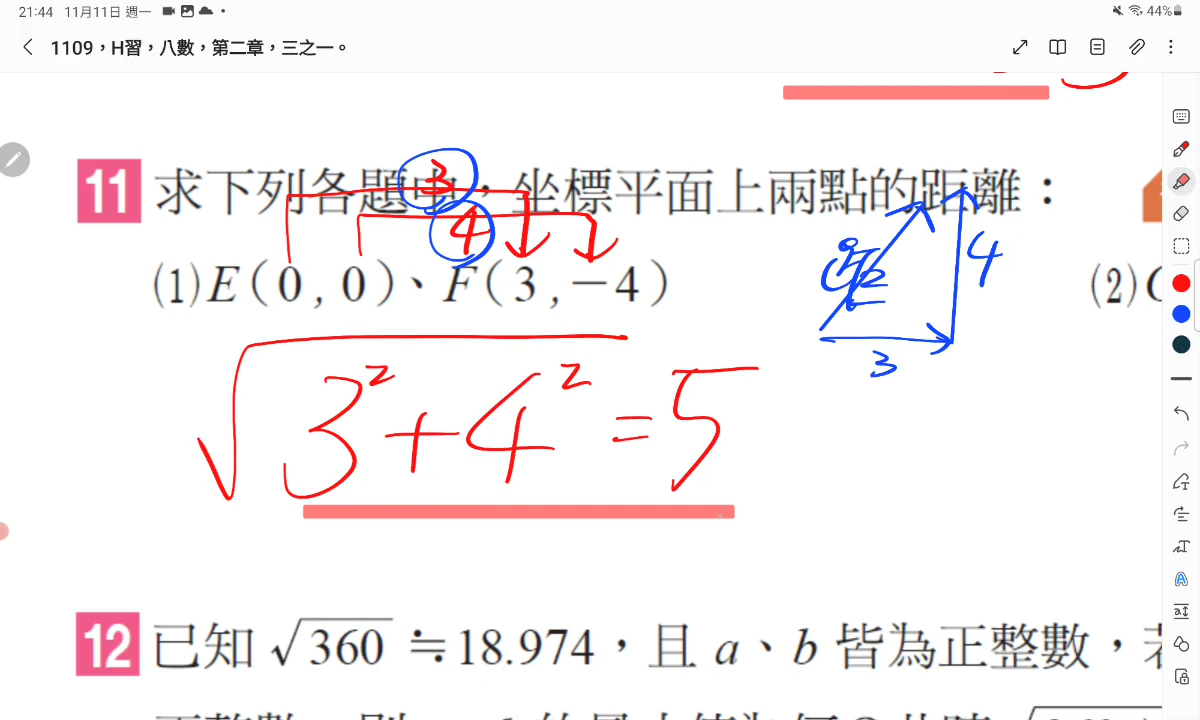 21:44 11月11日 週一 44%
1109，H習，八數，第二章，三之一。
11 求下列各題中，坐標平面上兩點的距離：
3
4
(1) E(0 , 0)、F(3 , −4)
(2)
4
3
√3²+4² = 5
12 已知 √360 ≒ 18.974，且 a、b 皆為正整數，